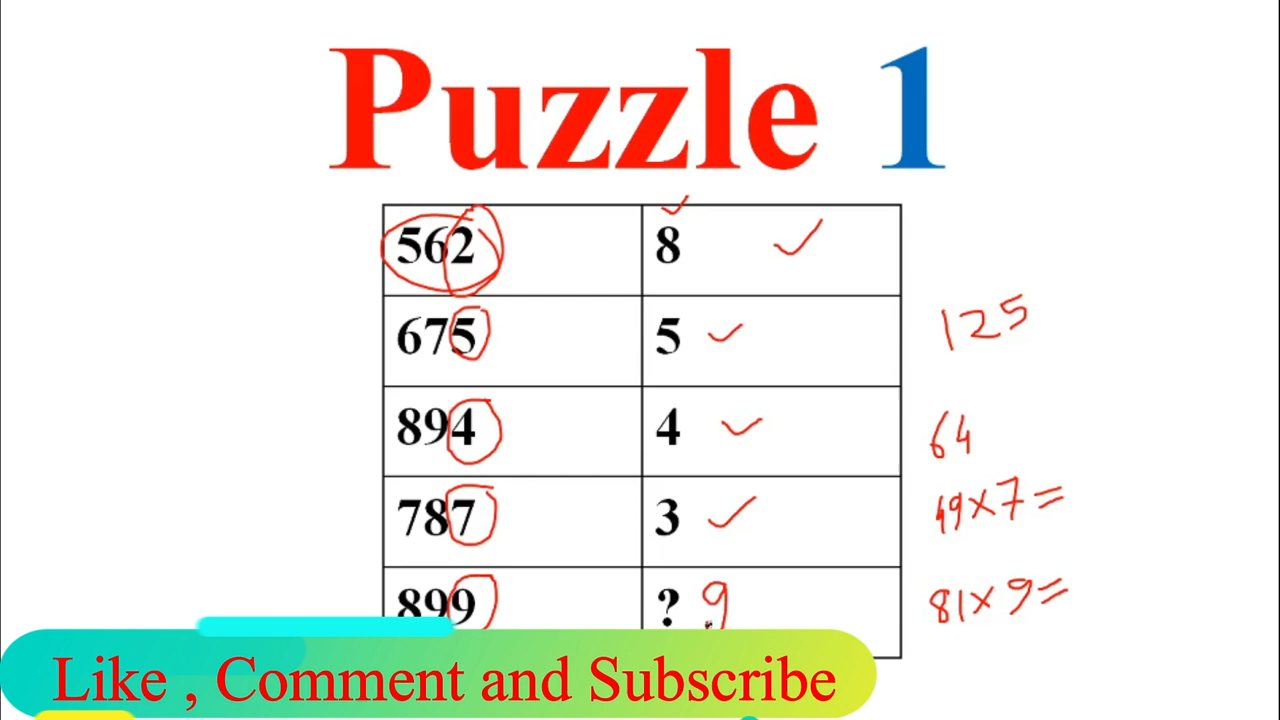 Puzzle 1
562 8
675 5 125
894 4 64
787 3 49x7=
899 ? 9 81x9=
Like , Comment and Subscribe